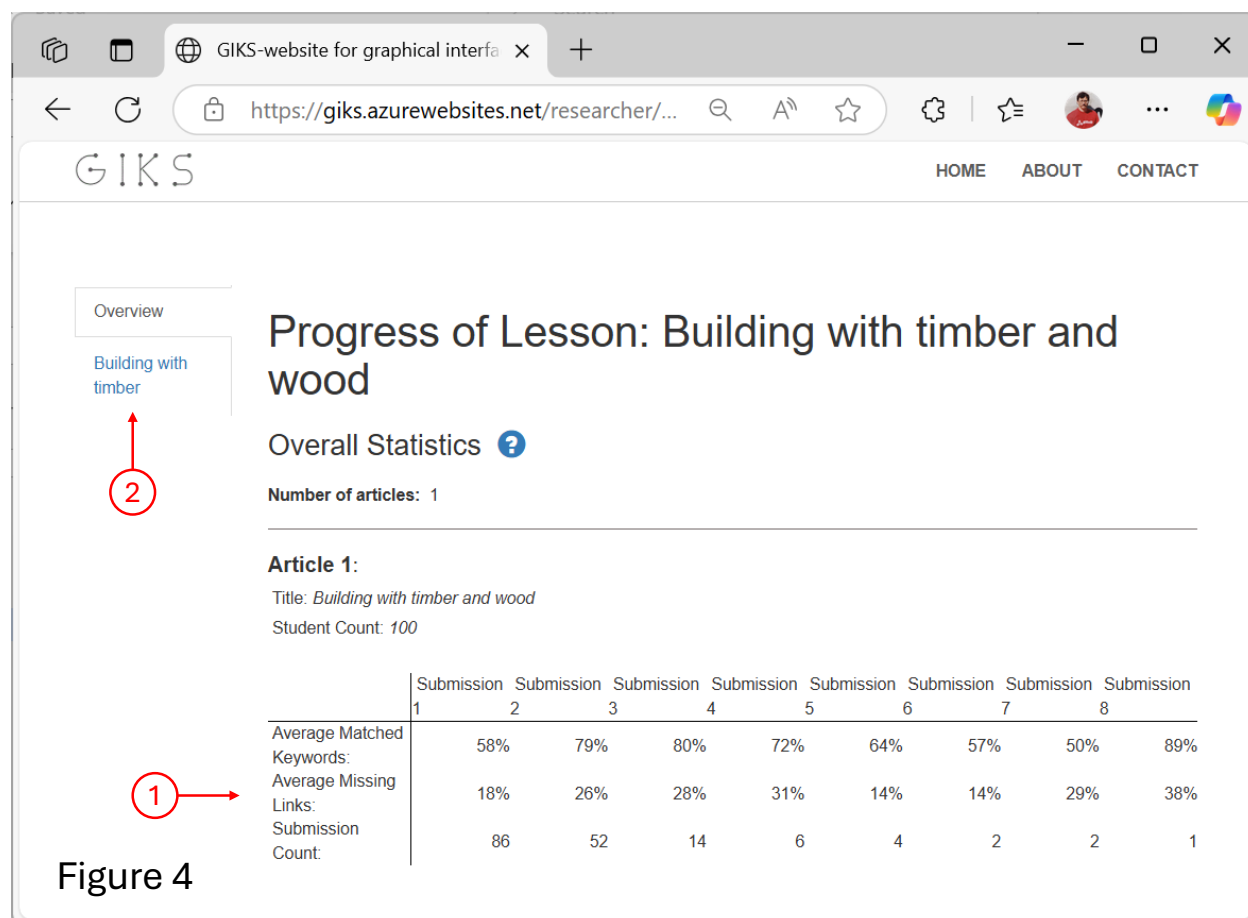 GIKS-website for graphical interfa
https://giks.azurewebsites.net/researcher/...
GIKS
HOME ABOUT CONTACT
Overview
Building with
timber
2
Progress of Lesson: Building with timber and
wood
Overall Statistics ?
Number of articles: 1
Article 1:
Title: Building with timber and wood
Student Count: 100
Submission Submission Submission Submission Submission Submission Submission Submission
1 2 3 4 5 6 7 8
Average Matched
Keywords: 58% 79% 80% 72% 64% 57% 50% 89%
Average Missing
Links: 18% 26% 28% 31% 14% 14% 29% 38%
Submission
Count: 86 52 14 6 4 2 2 1
1
Figure 4